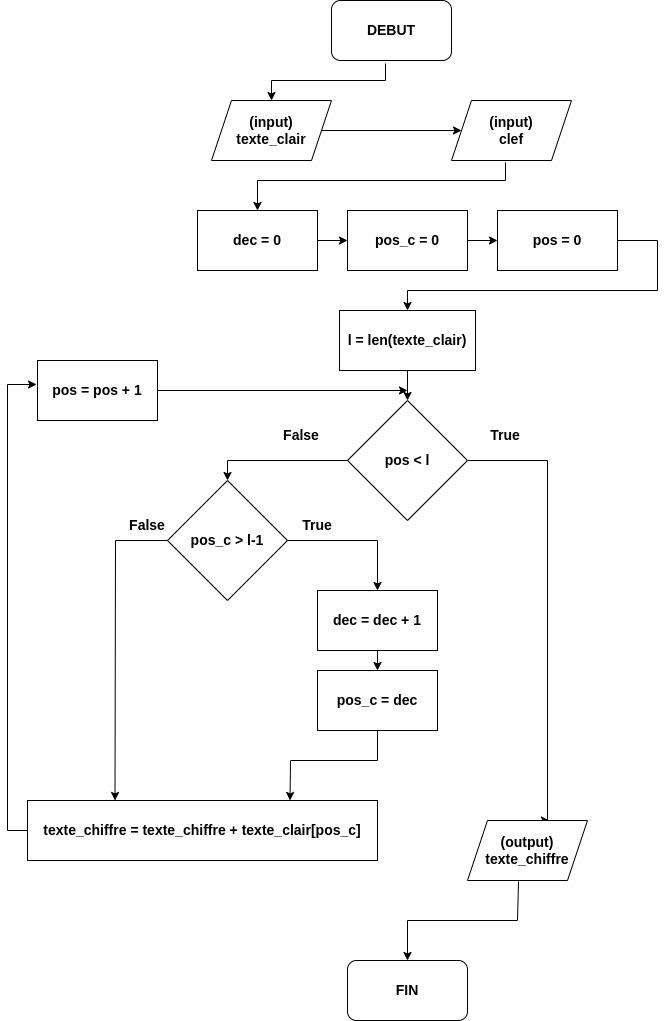 DEBUT
(input)
texte_clair
(input)
clef
dec = 0
pos_c = 0
pos = 0
l = len(texte_clair)
pos = pos + 1
False
True
pos < l
False
True
pos_c > l-1
dec = dec + 1
pos_c = dec
texte_chiffre = texte_chiffre + texte_clair[pos_c]
(output)
texte_chiffre
FIN